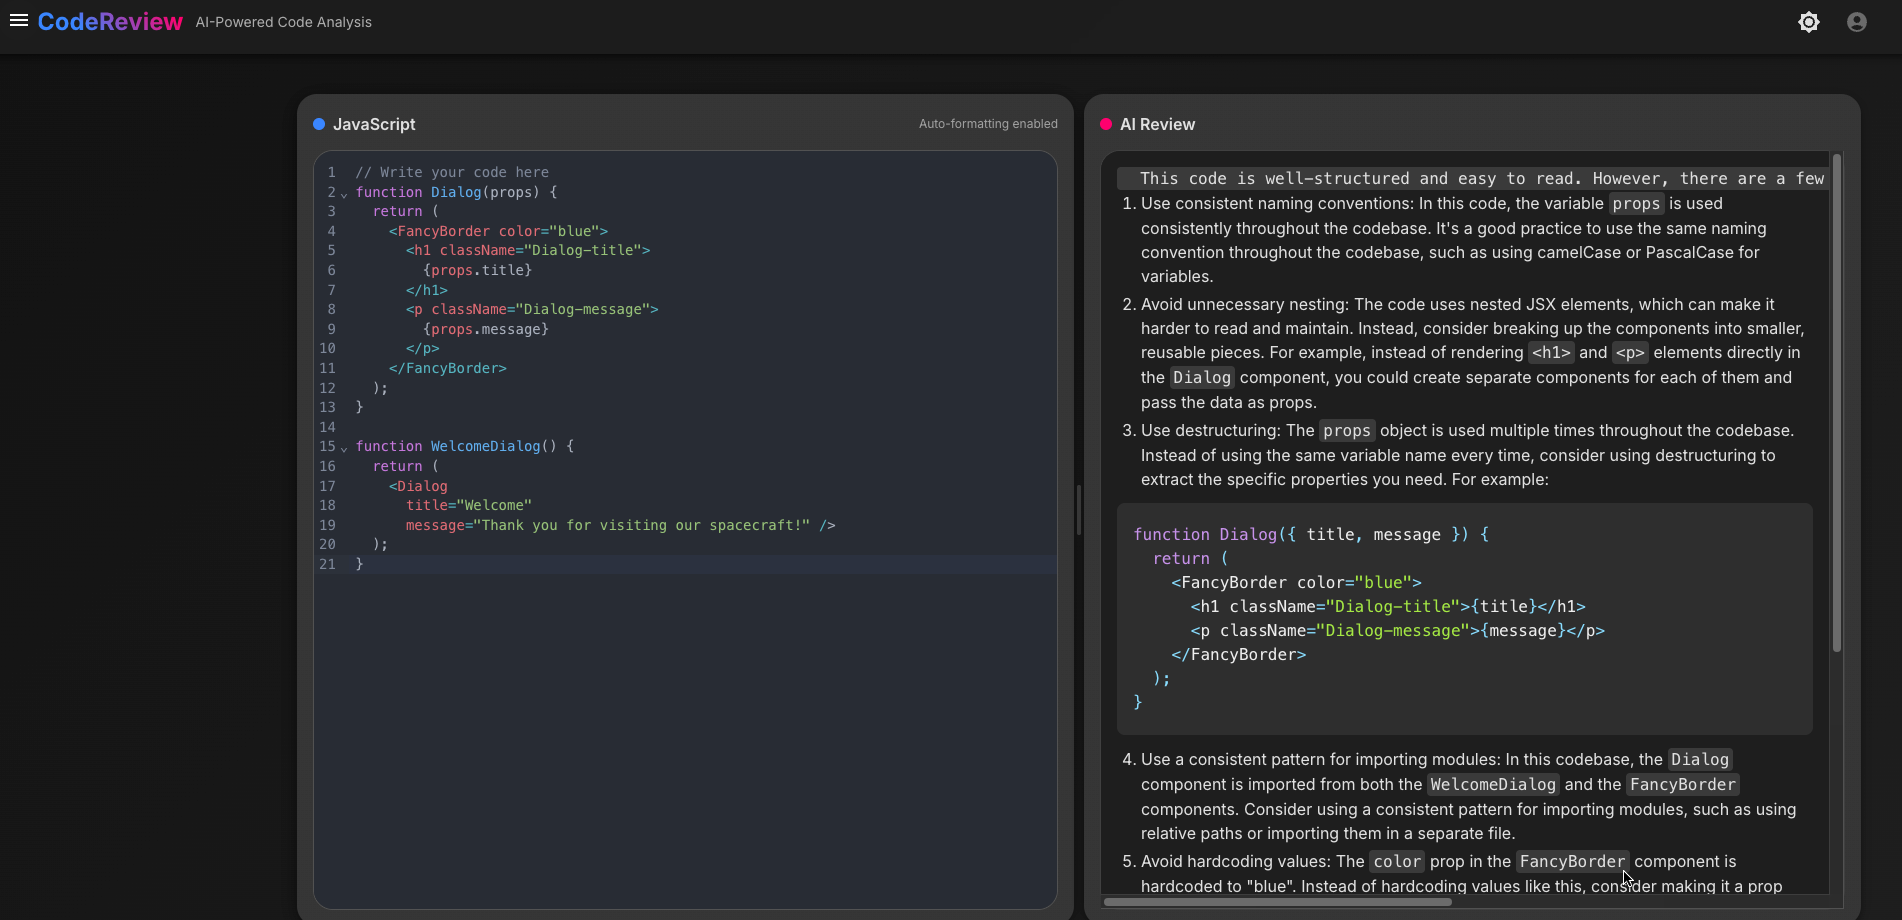 CodeReview AI-Powered Code Analysis
JavaScript
Auto-formatting enabled
1 // Write your code here
2 function Dialog(props) {
3   return (
4     <FancyBorder color="blue">
5       <h1 className="Dialog-title">
6         {props.title}
7       </h1>
8       <p className="Dialog-message">
9         {props.message}
10       </p>
11     </FancyBorder>
12   );
13 }
14
15 function WelcomeDialog() {
16   return (
17     <Dialog
18       title="Welcome"
19       message="Thank you for visiting our spacecraft!" />
20   );
21 }
AI Review
This code is well-structured and easy to read. However, there are a few
1. Use consistent naming conventions: In this code, the variable props is used
consistently throughout the codebase. It's a good practice to use the same naming
convention throughout the codebase, such as using camelCase or PascalCase for
variables.
2. Avoid unnecessary nesting: The code uses nested JSX elements, which can make it
harder to read and maintain. Instead, consider breaking up the components into smaller,
reusable pieces. For example, instead of rendering <h1> and <p> elements directly in
the Dialog component, you could create separate components for each of them and
pass the data as props.
3. Use destructuring: The props object is used multiple times throughout the codebase.
Instead of using the same variable name every time, consider using destructuring to
extract the specific properties you need. For example:
function Dialog({ title, message }) {
  return (
    <FancyBorder color="blue">
      <h1 className="Dialog-title">{title}</h1>
      <p className="Dialog-message">{message}</p>
    </FancyBorder>
  );
}
4. Use a consistent pattern for importing modules: In this codebase, the Dialog
component is imported from both the WelcomeDialog and the FancyBorder
components. Consider using a consistent pattern for importing modules, such as using
relative paths or importing them in a separate file.
5. Avoid hardcoding values: The color prop in the FancyBorder component is
hardcoded to "blue". Instead of hardcoding values like this, consider making it a prop